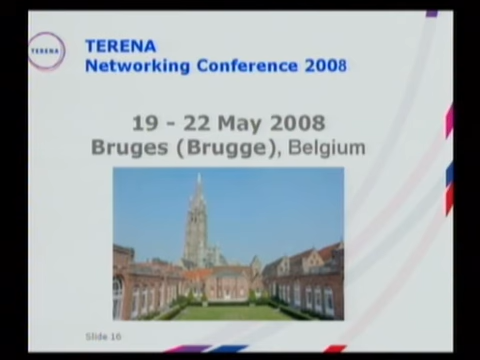 TERENA
TERENA
Networking Conference 2008
19 - 22 May 2008
Bruges (Brugge), Belgium
Slide 16